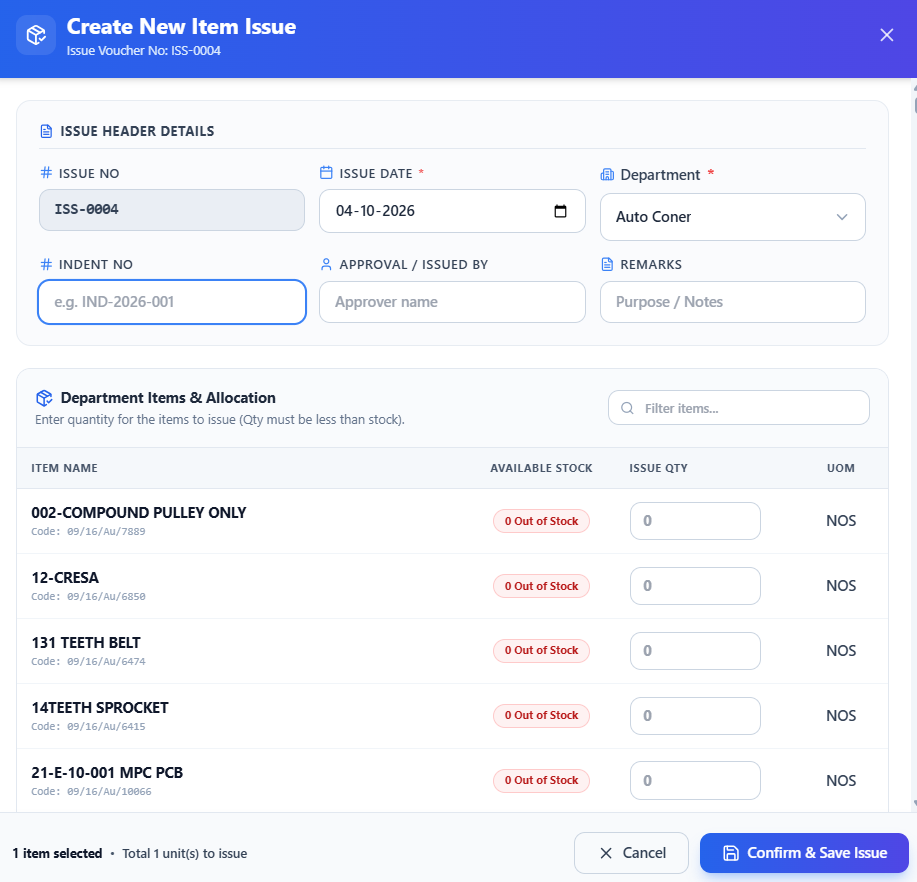 Create New Item Issue
Issue Voucher No: ISS-0004
ISSUE HEADER DETAILS
# ISSUE NO
ISSUE DATE *
Department *
ISS-0004
04-10-2026
Auto Coner
# INDENT NO
APPROVAL / ISSUED BY
REMARKS
e.g. IND-2026-001
Approver name
Purpose / Notes
Department Items & Allocation
Enter quantity for the items to issue (Qty must be less than stock).
Filter items...
ITEM NAME AVAILABLE STOCK ISSUE QTY UOM
002-COMPOUND PULLEY ONLY
Code: 09/16/Au/7889
0 Out of Stock 0 NOS
12-CRESA
Code: 09/16/Au/6850
0 Out of Stock 0 NOS
131 TEETH BELT
Code: 09/16/Au/6474
0 Out of Stock 0 NOS
14TEETH SPROCKET
Code: 09/16/Au/6415
0 Out of Stock 0 NOS
21-E-10-001 MPC PCB
Code: 09/16/Au/10066
0 Out of Stock 0 NOS
1 item selected • Total 1 unit(s) to issue
Cancel
Confirm & Save Issue